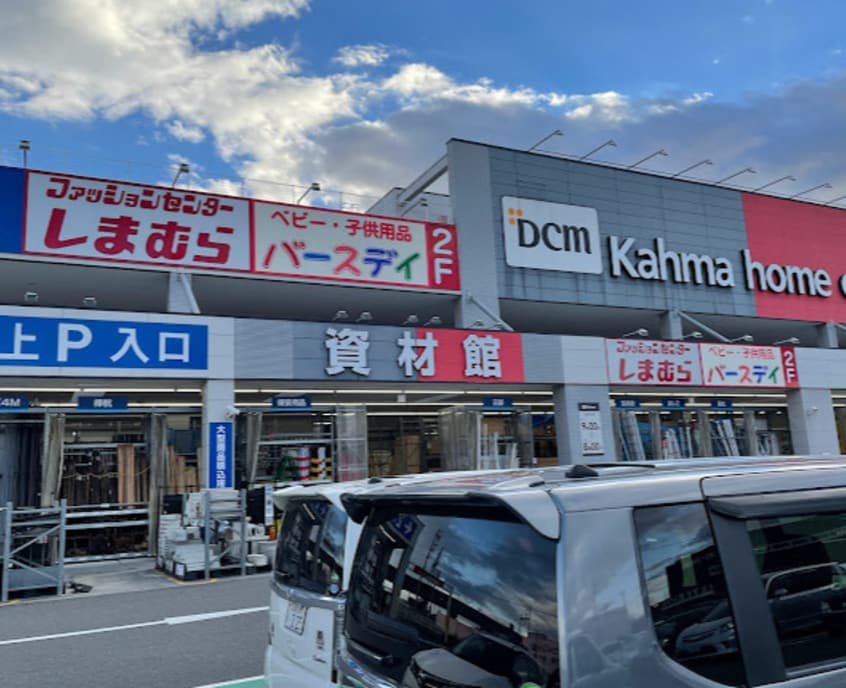 ファッションセンター
しまむら
ベビー・子供用品
バースデイ
2F
DCM
Kahma home
上P 入口
資材館
ファッションセンター
しまむら
ベビー・子供用品
バースデイ
2F